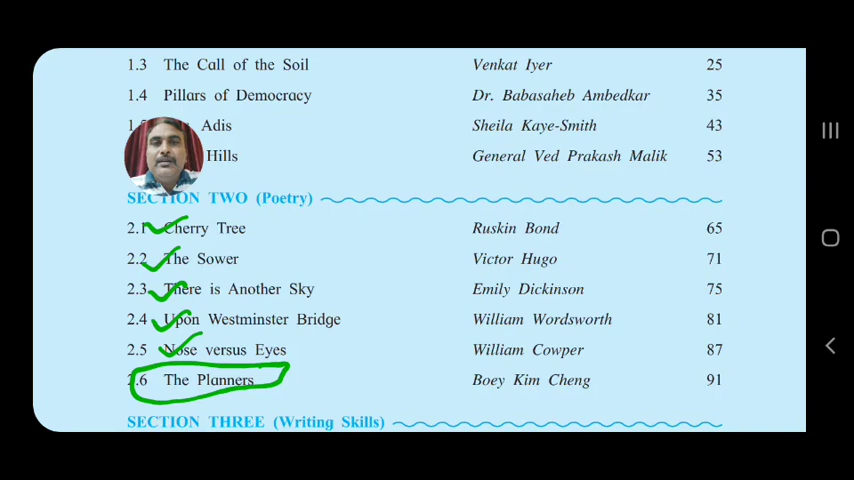 1.3 The Call of the Soil Venkat Iyer 25
1.4 Pillars of Democracy Dr. Babasaheb Ambedkar 35
Adis Sheila Kaye-Smith 43
Hills General Ved Prakash Malik 53
SECTION TWO (Poetry)
2.1 Cherry Tree Ruskin Bond 65
2.2 The Sower Victor Hugo 71
2.3 There is Another Sky Emily Dickinson 75
2.4 Upon Westminster Bridge William Wordsworth 81
2.5 Nose versus Eyes William Cowper 87
2.6 The Planners Boey Kim Cheng 91
SECTION THREE (Writing Skills)